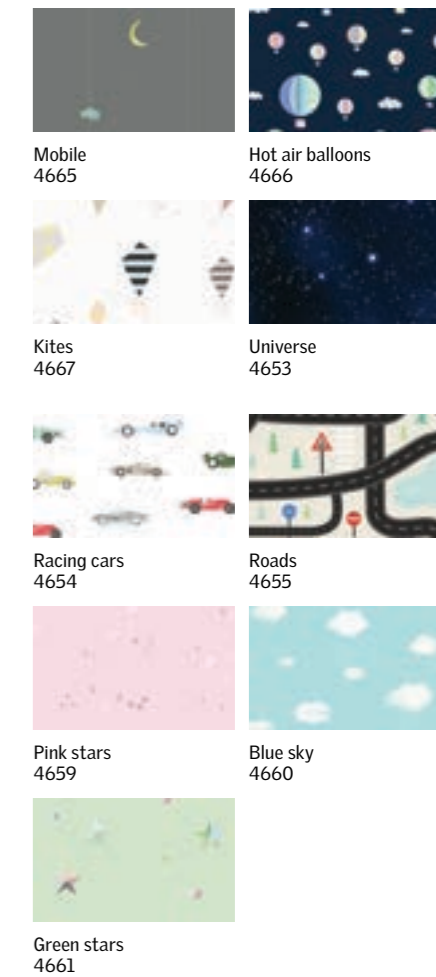 Mobile
4665
Hot air balloons
4666
Kites
4667
Universe
4653
Racing cars
4654
Roads
4655
Pink stars
4659
Blue sky
4660
Green stars
4661